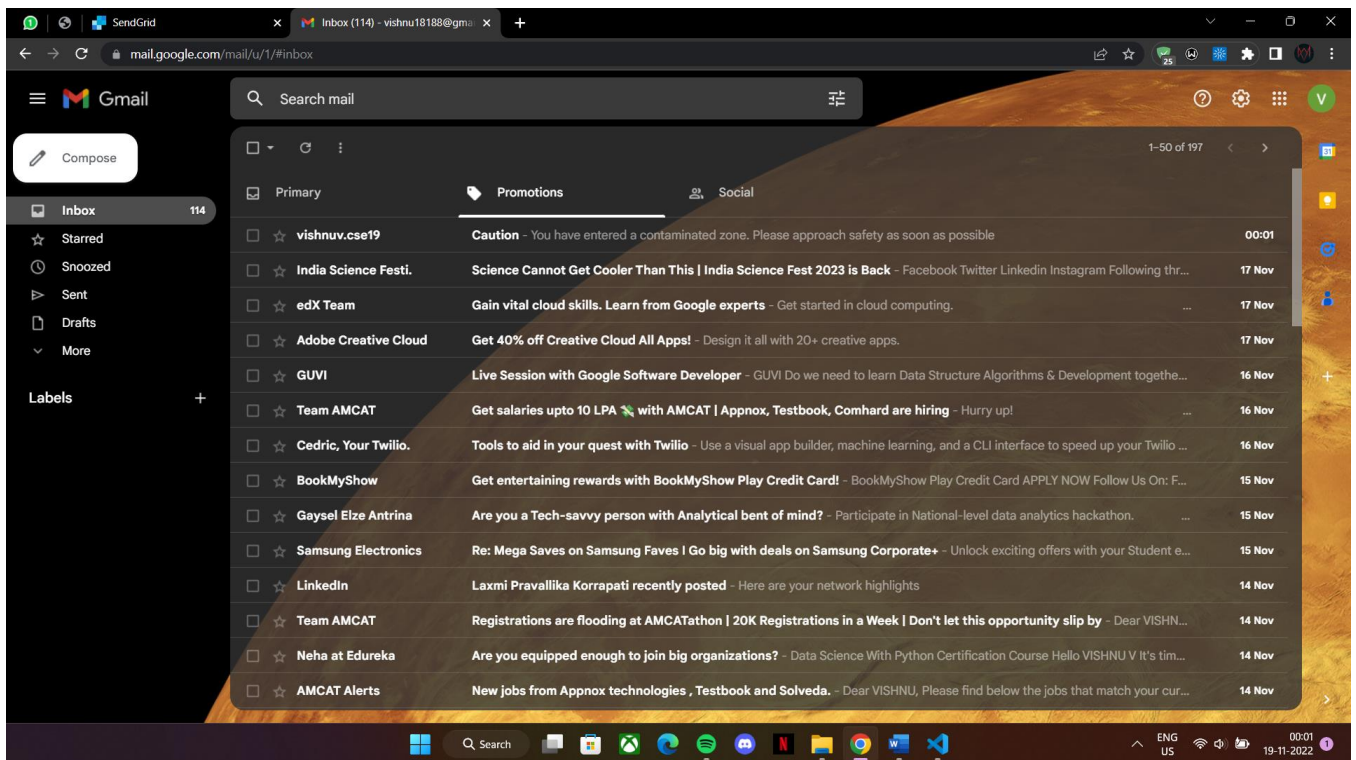 SendGrid
Inbox (114) - vishnu18188@gma
mail.google.com/mail/u/1/#inbox
25
Gmail
Search mail
V
Compose
1–50 of 197
31
Primary
Promotions
Social
Inbox 114
Starred
Snoozed
Sent
Drafts
More
Labels
vishnuv.cse19 Caution - You have entered a contaminated zone. Please approach safety as soon as possible 00:01
India Science Festi. Science Cannot Get Cooler Than This | India Science Fest 2023 is Back - Facebook Twitter Linkedin Instagram Following thr... 17 Nov
edX Team Gain vital cloud skills. Learn from Google experts - Get started in cloud computing. ... 17 Nov
Adobe Creative Cloud Get 40% off Creative Cloud All Apps! - Design it all with 20+ creative apps. 17 Nov
GUVI Live Session with Google Software Developer - GUVI Do we need to learn Data Structure Algorithms & Development togethe... 16 Nov
Team AMCAT Get salaries upto 10 LPA 💸 with AMCAT | Appnox, Testbook, Comhard are hiring - Hurry up! ... 16 Nov
Cedric, Your Twilio. Tools to aid in your quest with Twilio - Use a visual app builder, machine learning, and a CLI interface to speed up your Twilio ... 16 Nov
BookMyShow Get entertaining rewards with BookMyShow Play Credit Card! - BookMyShow Play Credit Card APPLY NOW Follow Us On: F... 15 Nov
Gaysel Elze Antrina Are you a Tech-savvy person with Analytical bent of mind? - Participate in National-level data analytics hackathon. ... 15 Nov
Samsung Electronics Re: Mega Saves on Samsung Faves I Go big with deals on Samsung Corporate+ - Unlock exciting offers with your Student e... 15 Nov
LinkedIn Laxmi Pravallika Korrapati recently posted - Here are your network highlights 14 Nov
Team AMCAT Registrations are flooding at AMCATathon | 20K Registrations in a Week | Don't let this opportunity slip by - Dear VISHN... 14 Nov
Neha at Edureka Are you equipped enough to join big organizations? - Data Science With Python Certification Course Hello VISHNU V It's tim... 14 Nov
AMCAT Alerts New jobs from Appnox technologies , Testbook and Solveda. - Dear VISHNU, Please find below the jobs that match your cur... 14 Nov
Search
ENG
US
00:01
19-11-2022
1